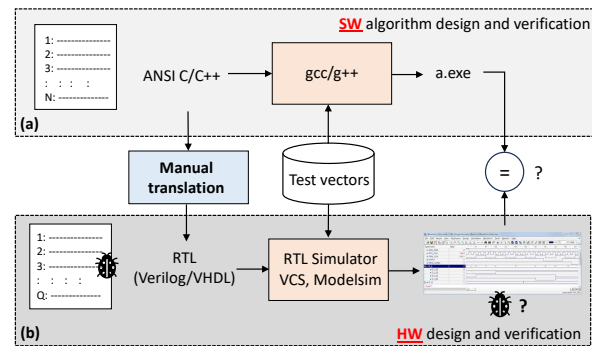 SW algorithm design and verification
1: --------------
2: --------------
3: --------------
: : : :
N: --------------
ANSI C/C++
gcc/g++
a.exe
(a)
Manual
translation
Test vectors
= ?
1: --------------
2: --------------
3: --------------
: : : :
Q: --------------
RTL
(Verilog/VHDL)
RTL Simulator
VCS, Modelsim
?
(b)
HW design and verification